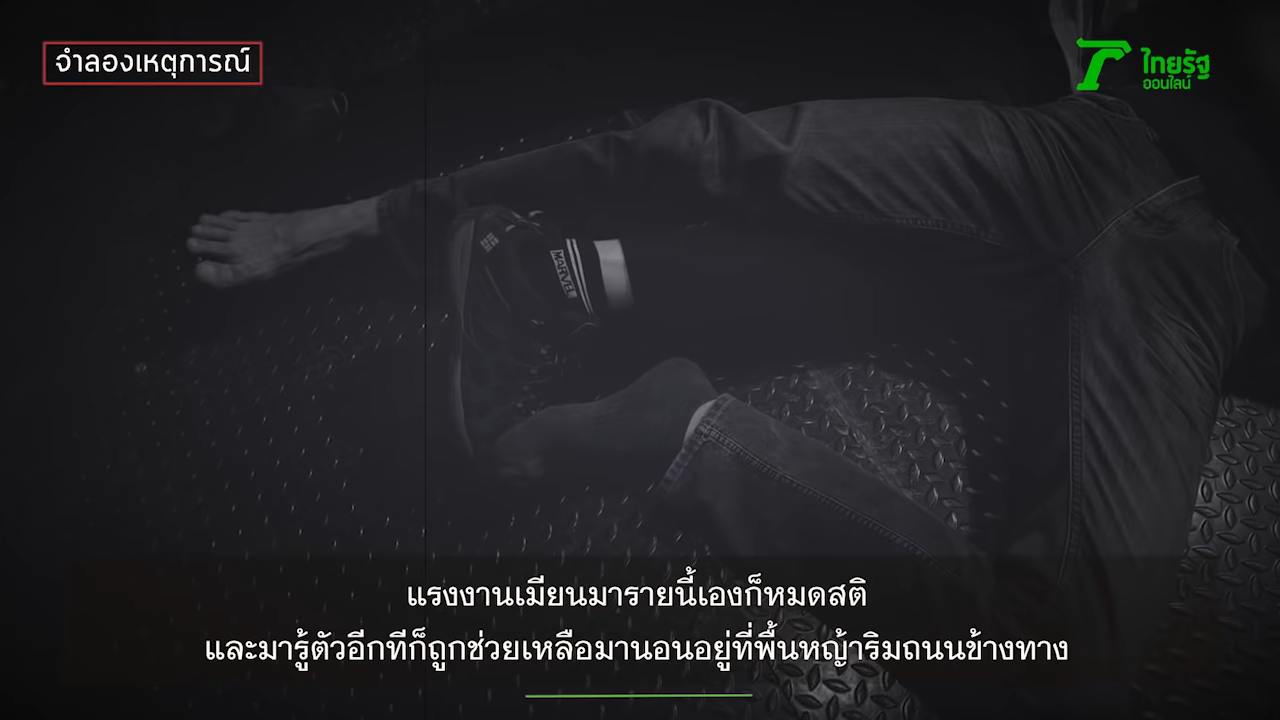 จำลองเหตุการณ์
ไทยรัฐ
ออนไลน์
MARVEL
แรงงานเมียนมารายนี้เองก็หมดสติ
และมารู้ตัวอีกทีก็ถูกช่วยเหลือมานอนอยู่ที่พื้นหญ้าริมถนนข้างทาง